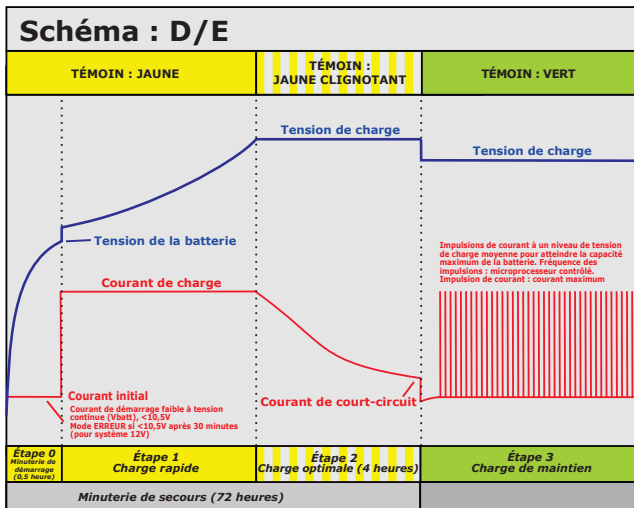 Schéma : D/E
TÉMOIN : JAUNE
TÉMOIN :
JAUNE CLIGNOTANT
TÉMOIN : VERT
Tension de charge
Tension de charge
Tension de la batterie
Impulsions de courant à un niveau de tension
de charge moyenne pour atteindre la capacité
maximum de la batterie. Fréquence des
impulsions : microprocesseur contrôlé.
Impulsion de courant : courant maximum
Courant de charge
Courant initial
Courant de démarrage faible à tension
continue (Vbatt), <10,5V
Mode ERREUR si <10,5V après 30 minutes
(pour système 12V)
Courant de court-circuit
Étape 0
Minuterie de
démarrage
(0,5 heure)
Étape 1
Charge rapide
Étape 2
Charge optimale (4 heures)
Étape 3
Charge de maintien
Minuterie de secours (72 heures)